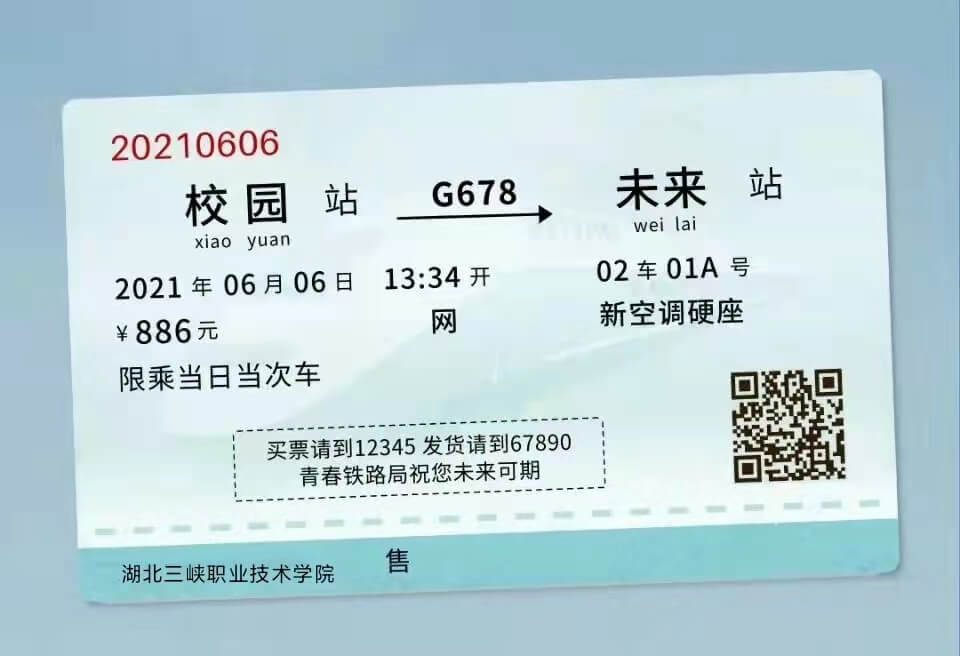 20210606
校园 站 G678 未来 站
xiao yuan wei lai
2021 年 06 月 06 日 13:34 开 02 车 01A 号
¥ 886 元 网 新空调硬座
限乘当日当次车
买票请到12345 发货请到67890
青春铁路局祝您未来可期
湖北三峡职业技术学院 售